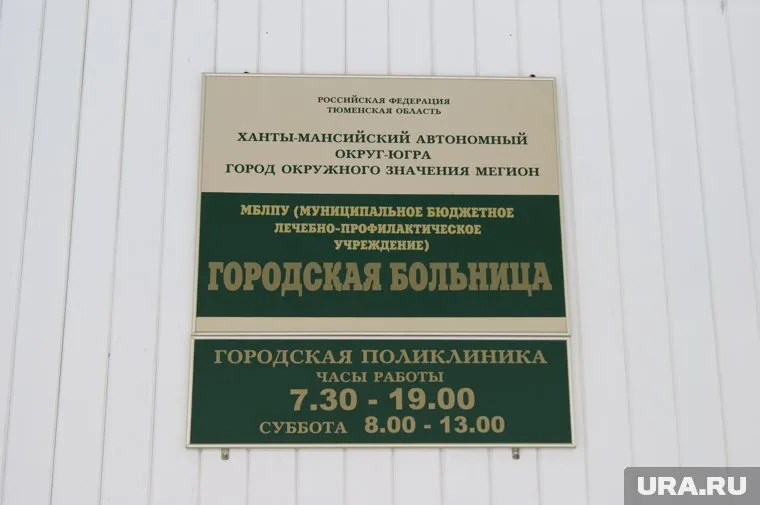 РОССИЙСКАЯ ФЕДЕРАЦИЯ
ТЮМЕНСКАЯ ОБЛАСТЬ
ХАНТЫ-МАНСИЙСКИЙ АВТОНОМНЫЙ
ОКРУГ-ЮГРА
ГОРОД ОКРУЖНОГО ЗНАЧЕНИЯ МЕГИОН
МБЛПУ (МУНИЦИПАЛЬНОЕ БЮДЖЕТНОЕ
ЛЕЧЕБНО-ПРОФИЛАКТИЧЕСКОЕ
УЧРЕЖДЕНИЕ)
ГОРОДСКАЯ БОЛЬНИЦА
ГОРОДСКАЯ ПОЛИКЛИНИКА
ЧАСЫ РАБОТЫ
7.30 - 19.00
СУББОТА 8.00 - 13.00
URA.RU